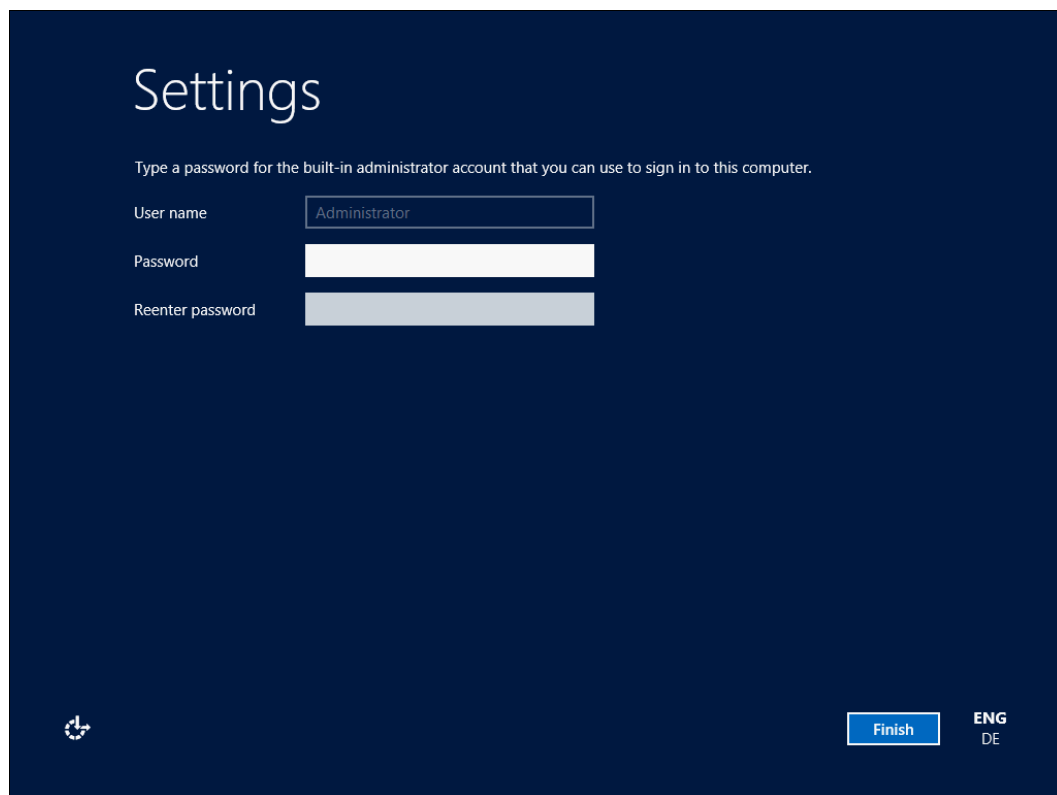 Settings
Type a password for the built-in administrator account that you can use to sign in to this computer.
User name
Administrator
Password
Reenter password
Finish
ENG
DE